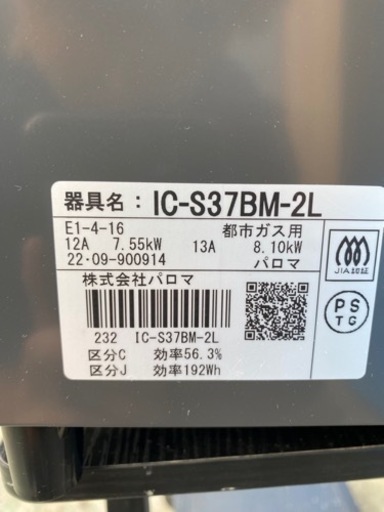 器具名: IC-S37BM-2L
E1-4-16 都市ガス用
12A 7.55kW 13A 8.10kW
22・09-900914 パロマ
株式会社パロマ
232 IC-S37BM-2L
区分C 効率56.3%
区分J 効率192Wh
JIA認証
PS
TG